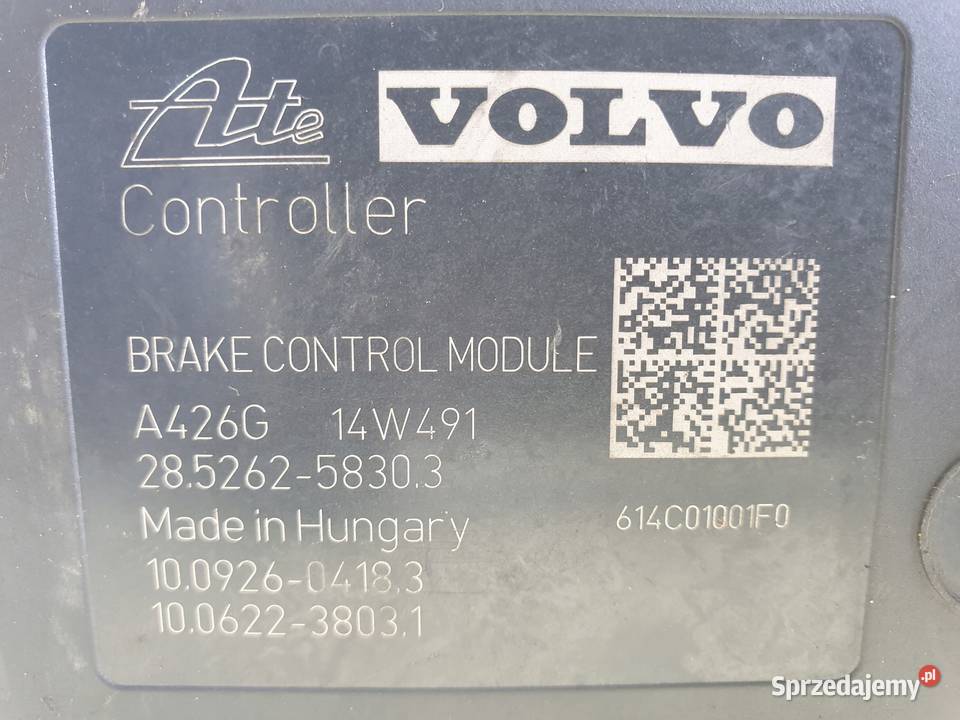 Ate VOLVO
Controller
BRAKE CONTROL MODULE
A426G 14W491
28.5262-5830.3
Made in Hungary
614C01001F0
10.0926-0418.3
10.0622-3803.1
Sprzedajemy.pl